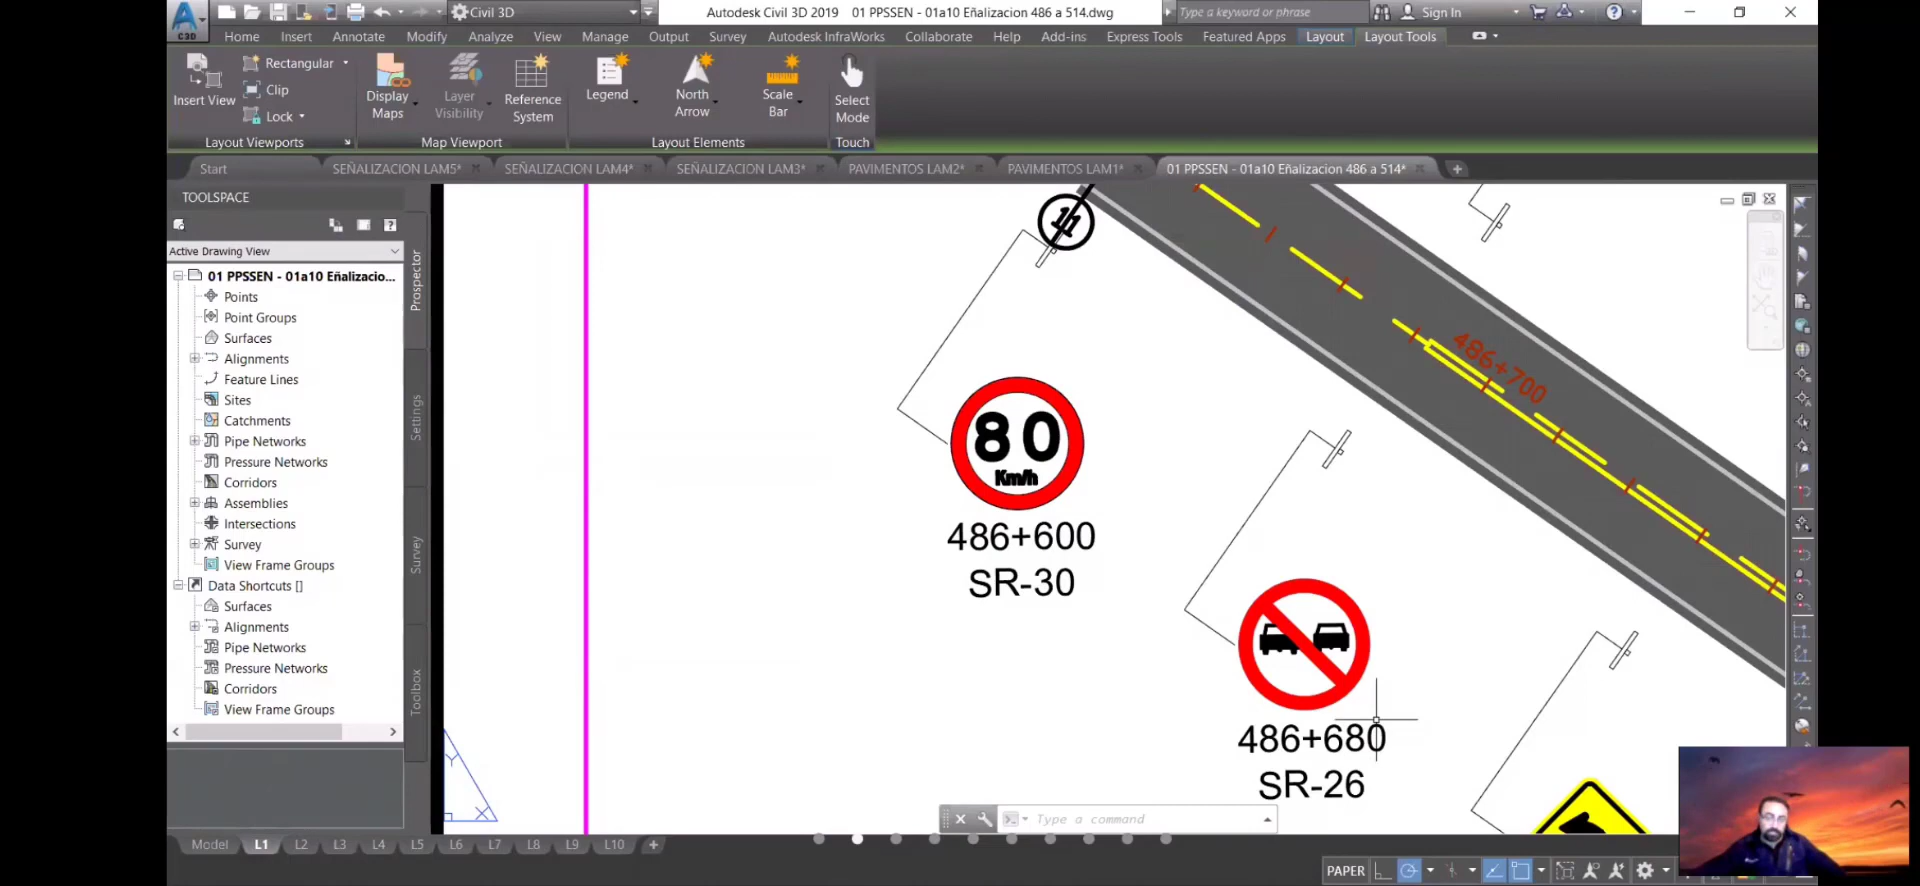 Civil 3D
Autodesk Civil 3D 2019 01 PPSSEN - 01a10 Eñalizacion 486 a 514.dwg
Type a keyword or phrase
Sign In
C3D
Home Insert Annotate Modify Analyze View Manage Output Survey Autodesk InfraWorks Collaborate Help Add-ins Express Tools Featured Apps Layout Layout Tools
Insert View
Rectangular
Clip
Lock
Display Maps
Layer Visibility
Reference System
Legend
North Arrow
Scale Bar
Select Mode
Layout Viewports
Map Viewport
Layout Elements
Touch
Start SEÑALIZACION LAM5* SEÑALIZACION LAM4* SEÑALIZACION LAM3* PAVIMENTOS LAM2* PAVIMENTOS LAM1* 01 PPSSEN - 01a10 Eñalizacion 486 a 514*
TOOLSPACE
Active Drawing View
01 PPSSEN - 01a10 Eñalizacio...
Points
Point Groups
Surfaces
Alignments
Feature Lines
Sites
Catchments
Pipe Networks
Pressure Networks
Corridors
Assemblies
Intersections
Survey
View Frame Groups
Data Shortcuts []
Surfaces
Alignments
Pipe Networks
Pressure Networks
Corridors
View Frame Groups
Prospector
Settings
Survey
Toolbox
486+700
80
Km/h
486+600
SR-30
486+680
SR-26
Y
X
Type a command
Model L1 L2 L3 L4 L5 L6 L7 L8 L9 L10
PAPER